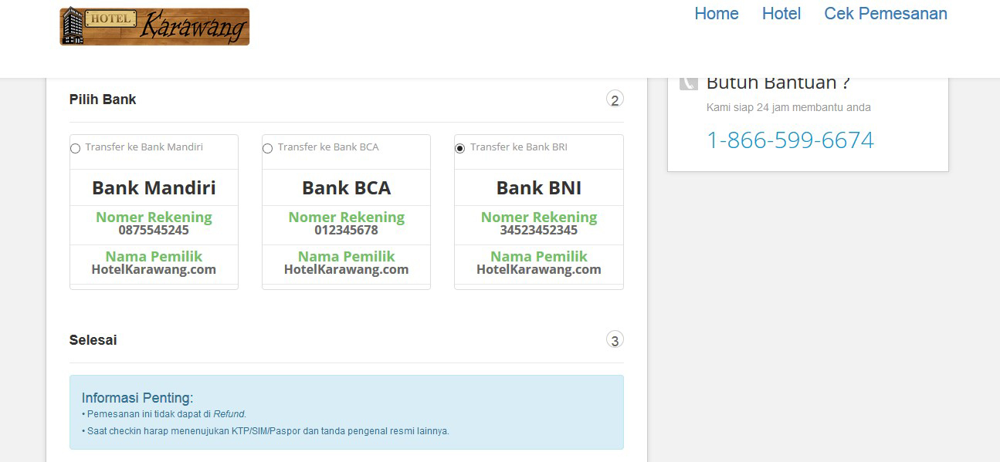 HOTEL Karawang
Home Hotel Cek Pemesanan
Pilih Bank 2
Transfer ke Bank Mandiri
Bank Mandiri
Nomer Rekening
0875545245
Nama Pemilik
HotelKarawang.com
Transfer ke Bank BCA
Bank BCA
Nomer Rekening
012345678
Nama Pemilik
HotelKarawang.com
Transfer ke Bank BRI
Bank BNI
Nomer Rekening
34523452345
Nama Pemilik
HotelKarawang.com
Selesai 3
Informasi Penting:
• Pemesanan ini tidak dapat di Refund.
• Saat checkin harap menenujukan KTP/SIM/Paspor dan tanda pengenal resmi lainnya.
Butuh Bantuan ?
Kami siap 24 jam membantu anda
1-866-599-6674